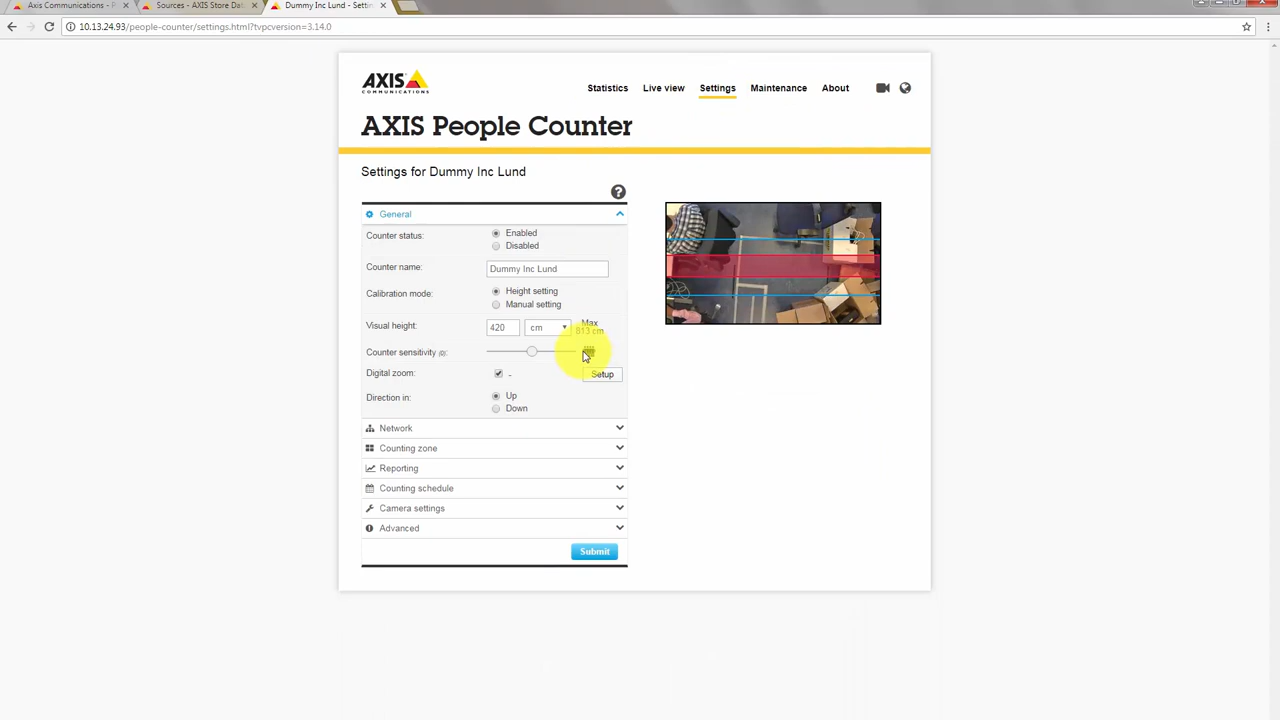 Axis Communications - P
Sources - AXIS Store Dat
Dummy Inc Lund - Settin
10.13.24.93/people-counter/settings.html?tvpcversion=3.14.0
AXIS
COMMUNICATIONS
Statistics Live view Settings Maintenance About
AXIS People Counter
Settings for Dummy Inc Lund
General
Counter status: Enabled
Disabled
Counter name: Dummy Inc Lund
Calibration mode: Height setting
Manual setting
Visual height: 420 cm Max
813 cm
Counter sensitivity (0):
Digital zoom: - Setup
Direction in: Up
Down
Network
Counting zone
Reporting
Counting schedule
Camera settings
Advanced
Submit